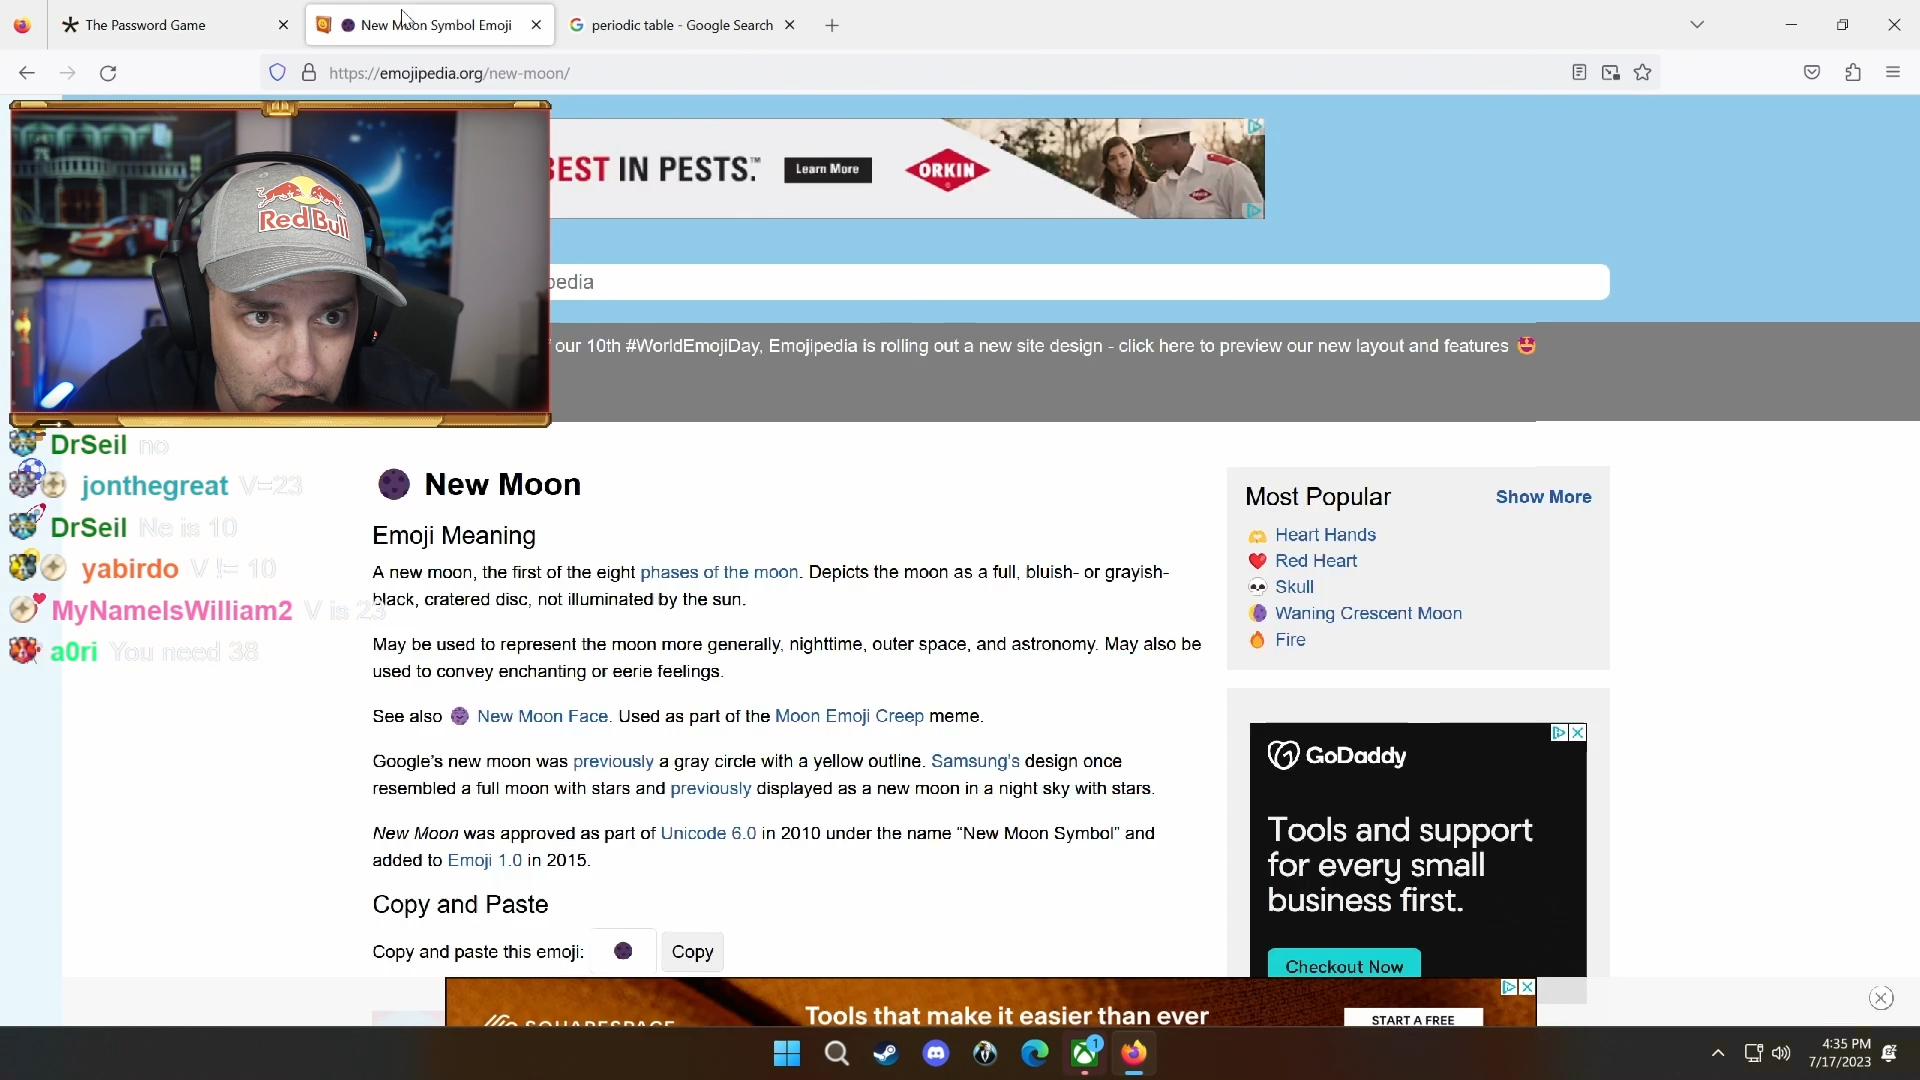 The Password Game
New Moon Symbol Emoji
periodic table - Google Search
https://emojipedia.org/new-moon/
BEST IN PESTS.™
Learn More
ORKIN
ORKIN
pedia
our 10th #WorldEmojiDay, Emojipedia is rolling out a new site design - click here to preview our new layout and features
Red Bull
DrSeil no
jonthegreat V=23
DrSeil Ne is 10
yabirdo V != 10
MyNameIsWilliam2 V is 23
a0ri You need 38
New Moon
Emoji Meaning
A new moon, the first of the eight phases of the moon. Depicts the moon as a full, bluish- or grayish-
black, cratered disc, not illuminated by the sun.
May be used to represent the moon more generally, nighttime, outer space, and astronomy. May also be
used to convey enchanting or eerie feelings.
See also New Moon Face. Used as part of the Moon Emoji Creep meme.
Google's new moon was previously a gray circle with a yellow outline. Samsung's design once
resembled a full moon with stars and previously displayed as a new moon in a night sky with stars.
New Moon was approved as part of Unicode 6.0 in 2010 under the name “New Moon Symbol” and
added to Emoji 1.0 in 2015.
Copy and Paste
Copy and paste this emoji:
Copy
Most Popular
Show More
Heart Hands
Red Heart
Skull
Waning Crescent Moon
Fire
GoDaddy
Tools and support
for every small
business first.
Checkout Now
SQUARESPACE
Tools that make it easier than ever
START A FREE
1
4:35 PM
7/17/2023